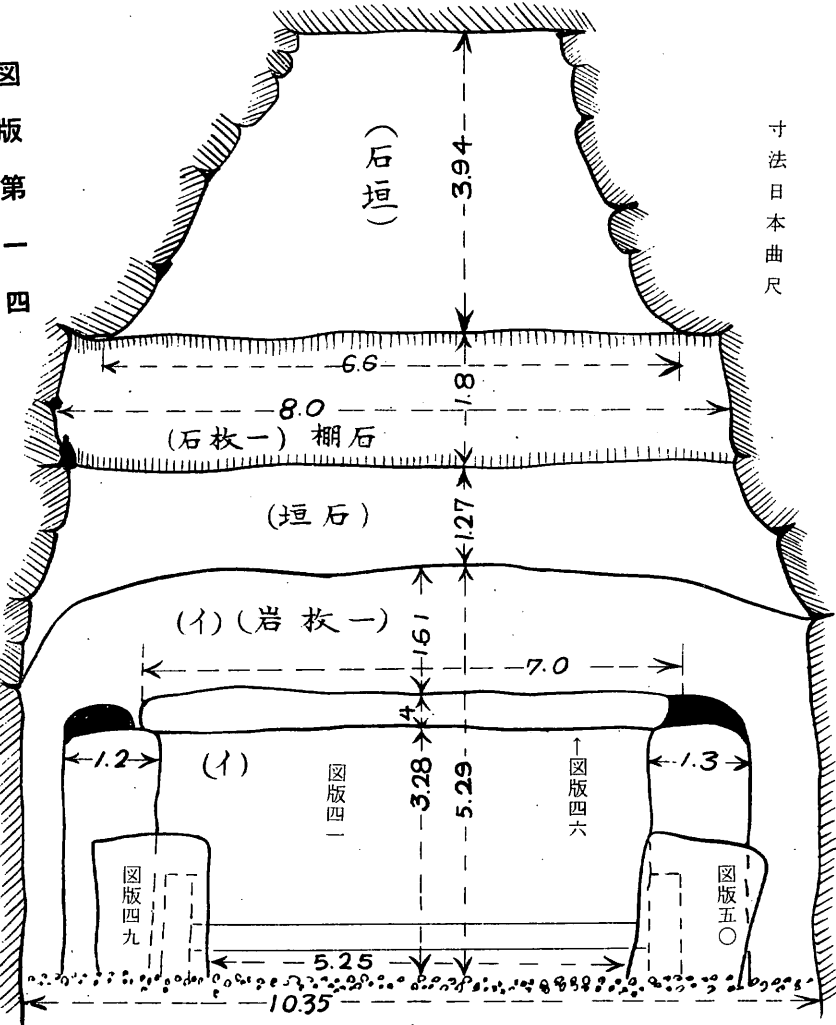 図版第一四
寸法日本曲尺
(石垣)
3.94
6.6
1.8
8.0
(石枚一) 棚石
(垣石)
1.27
(イ) (岩枚一)
1.61
7.0
4
1.2
(イ)
図版四一
3.28
5.29
↑図版四六
1.3
図版四九
図版五〇
5.25
10.35